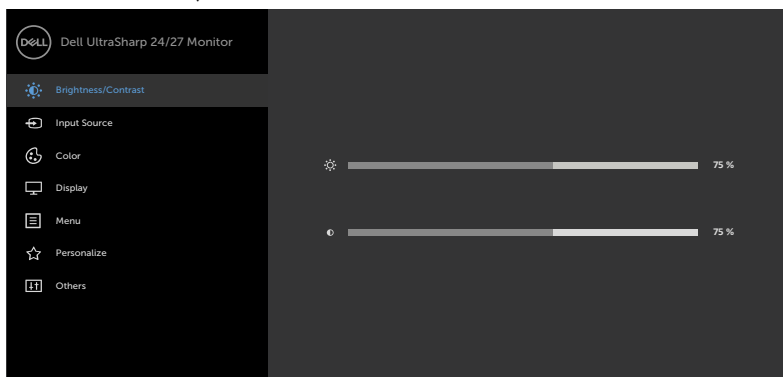 DELL Dell UltraSharp 24/27 Monitor
Brightness/Contrast
Input Source
Color
75 %
Display
Menu
75 %
Personalize
Others